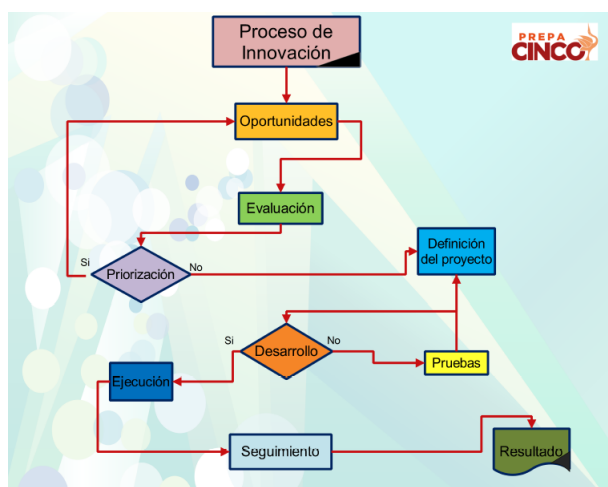 Proceso de
Innovación
PREPA
CINCO
Oportunidades
Evaluación
Definición
del proyecto
Si
Priorización
No
Si
Desarrollo
No
Pruebas
Ejecución
Seguimiento
Resultado